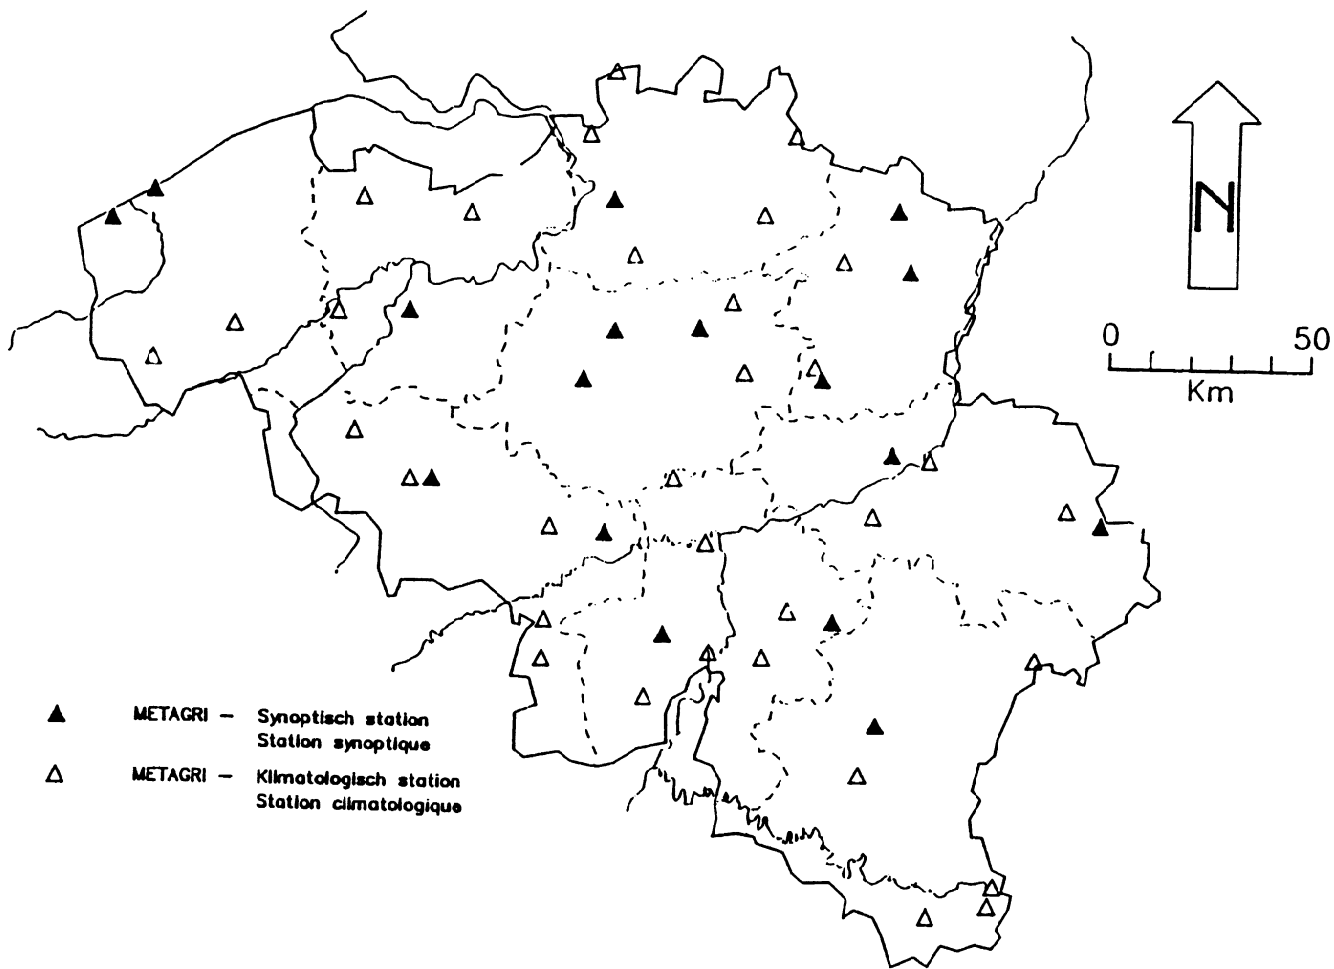 N
0 50
Km
METAGRI – Synoptisch station
Station synoptique
METAGRI – Klimatologisch station
Station climatologique